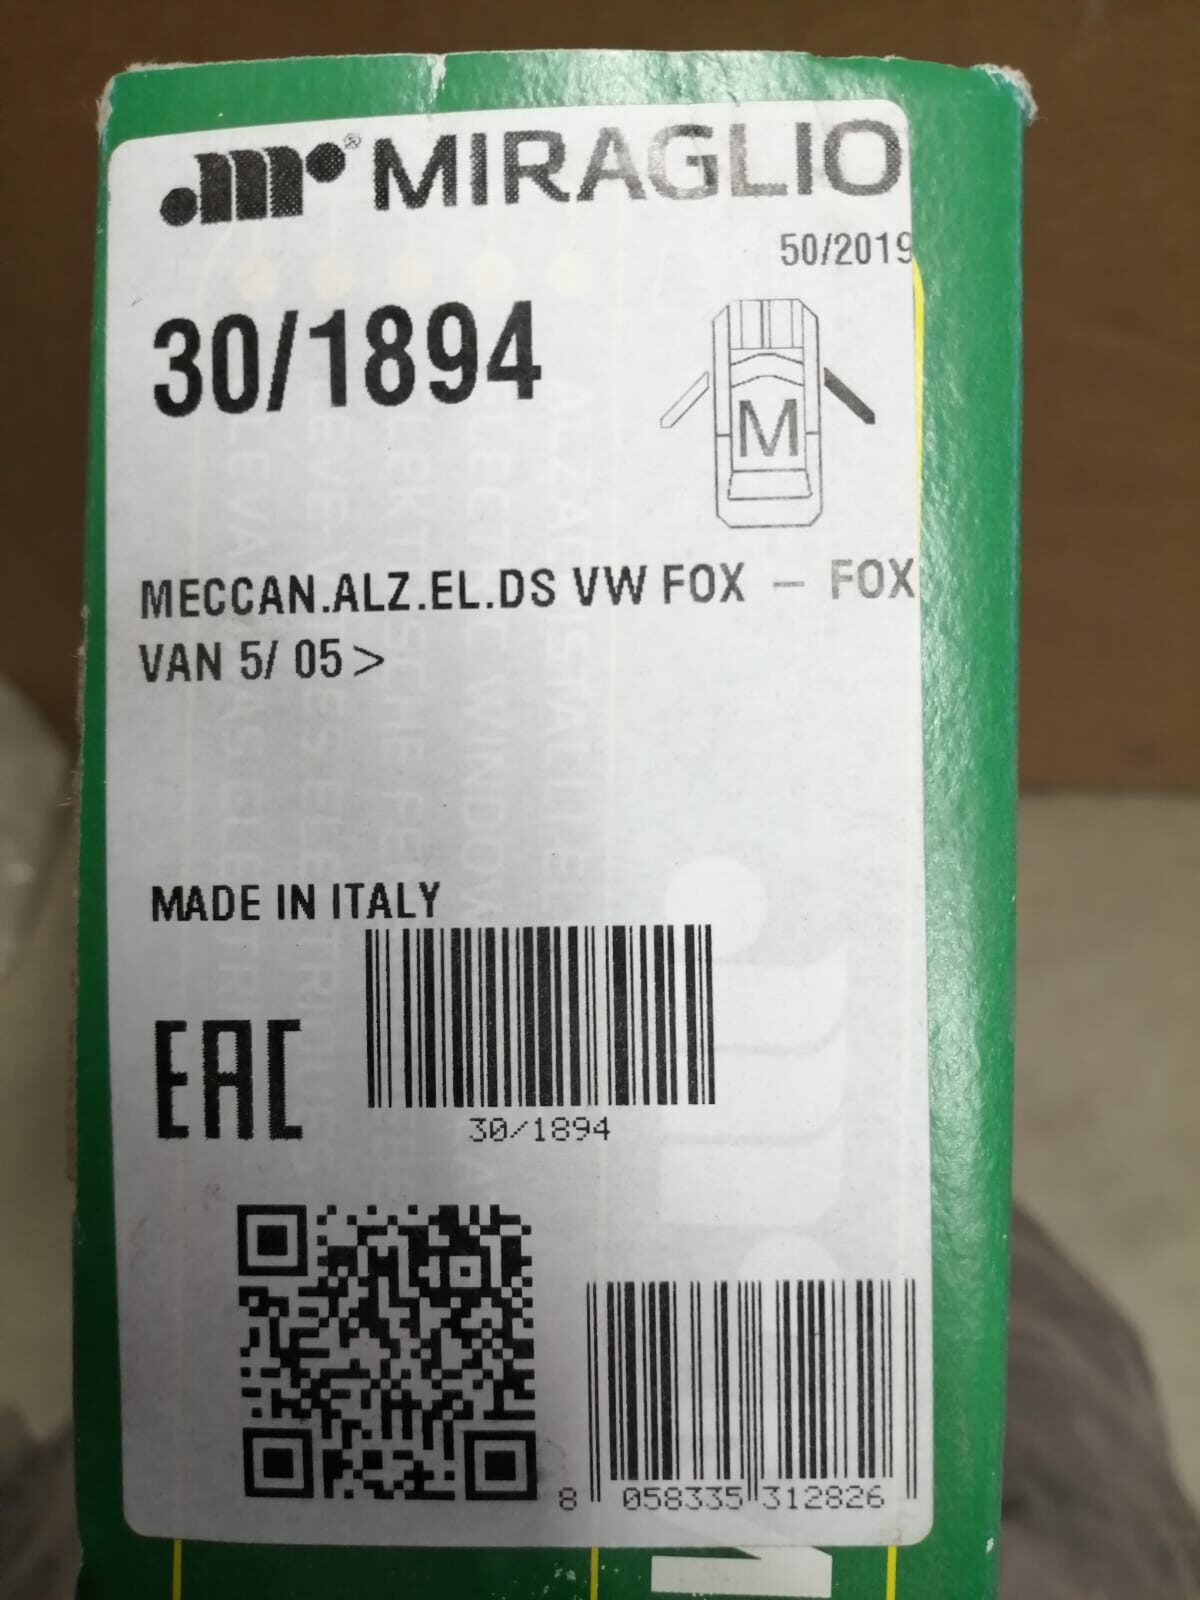 MIRAGLIO
50/2019
30/1894
M
MECCAN.ALZ.EL.DS VW FOX – FOX
VAN 5/ 05>
MADE IN ITALY
EAC
30/1894
8 058335 312826